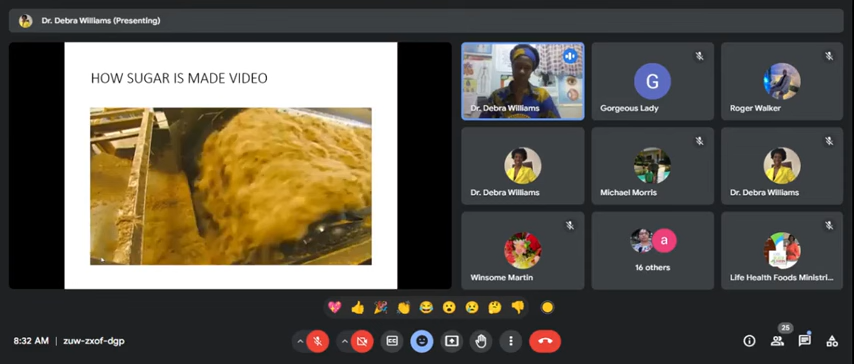 Dr. Debra Williams (Presenting)
HOW SUGAR IS MADE VIDEO
Dr. Debra Williams
G
Gorgeous Lady
Roger Walker
Dr. Debra Williams
Michael Morris
Dr. Debra Williams
Winsome Martin
a
16 others
Life Health Foods Ministri...
8:32 AM | zuw-zxof-dgp
CC
25